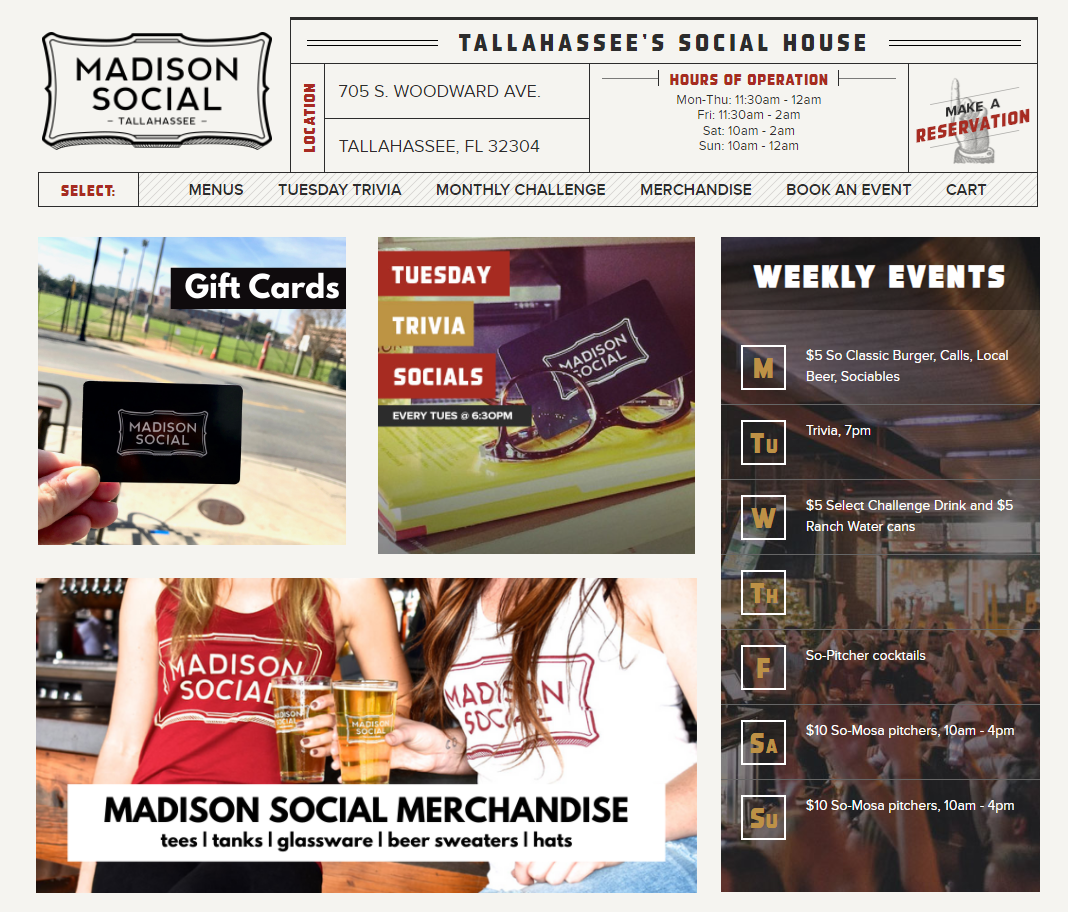 MADISON
SOCIAL
– TALLAHASSEE –
TALLAHASSEE'S SOCIAL HOUSE
LOCATION
705 S. WOODWARD AVE.
TALLAHASSEE, FL 32304
HOURS OF OPERATION
Mon-Thu: 11:30am - 12am
Fri: 11:30am - 2am
Sat: 10am - 2am
Sun: 10am - 12am
MAKE A
RESERVATION
SELECT:
MENUS TUESDAY TRIVIA MONTHLY CHALLENGE MERCHANDISE BOOK AN EVENT CART
Gift Cards
MADISON
SOCIAL
TUESDAY
TRIVIA
SOCIALS
EVERY TUES @ 6:30PM
MADISON
SOCIAL
MADISON
SOCIAL
MADISON
SOCIAL
MADISON
SOCIAL
MADISON
SOCIAL
MADISON SOCIAL MERCHANDISE
tees | tanks | glassware | beer sweaters | hats
WEEKLY EVENTS
M
$5 So Classic Burger, Calls, Local
Beer, Sociables
TU
Trivia, 7pm
W
$5 Select Challenge Drink and $5
Ranch Water cans
TH
F
So-Pitcher cocktails
SA
$10 So-Mosa pitchers, 10am - 4pm
SU
$10 So-Mosa pitchers, 10am - 4pm